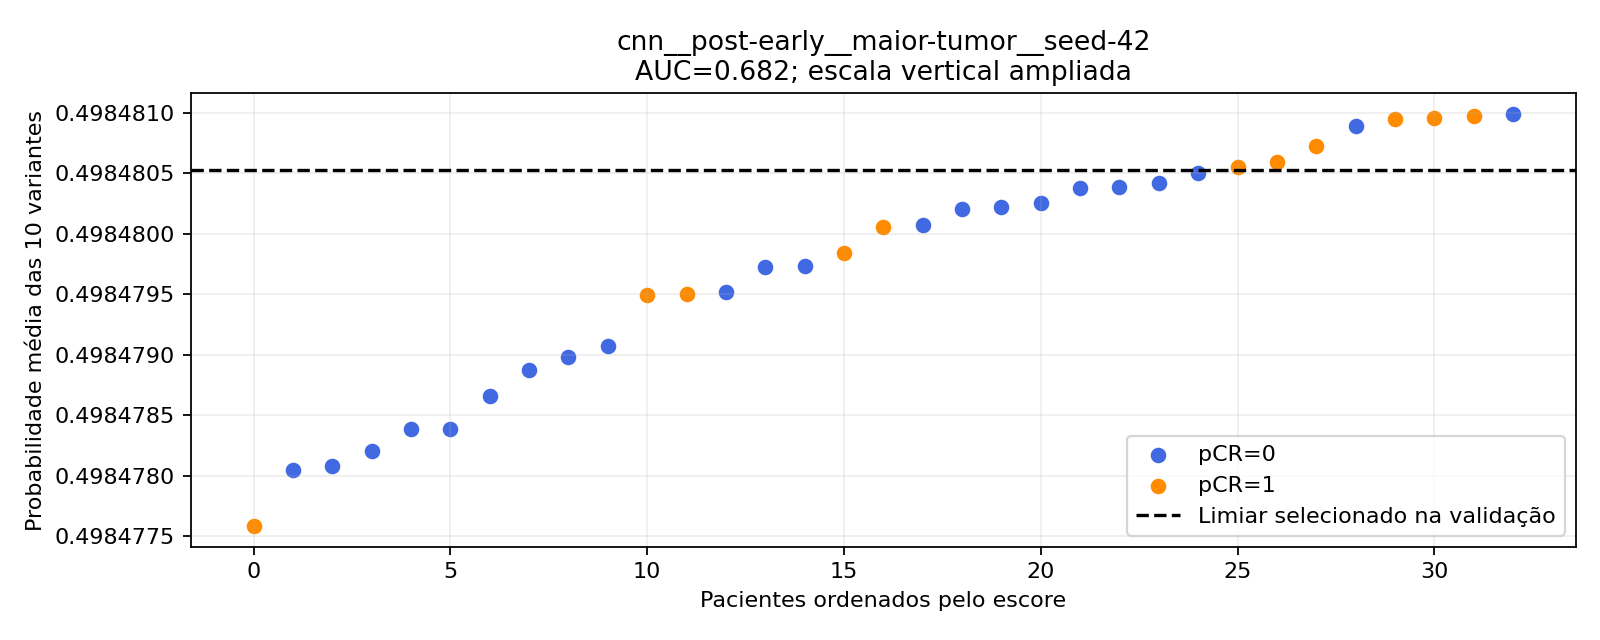 cnn__post-early__maior-tumor__seed-42
AUC=0.682; escala vertical ampliada
Probabilidade média das 10 variantes
0.4984810
0.4984805
0.4984800
0.4984795
0.4984790
0.4984785
0.4984780
0.4984775
pCR=0
pCR=1
Limiar selecionado na validação
0 5 10 15 20 25 30
Pacientes ordenados pelo escore